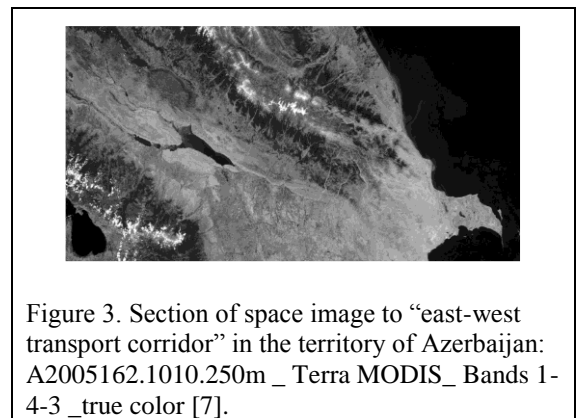 Figure 3. Section of space image to “east-west
transport corridor” in the territory of Azerbaijan:
A2005162.1010.250m _ Terra MODIS_ Bands 1-
4-3 _true color [7].